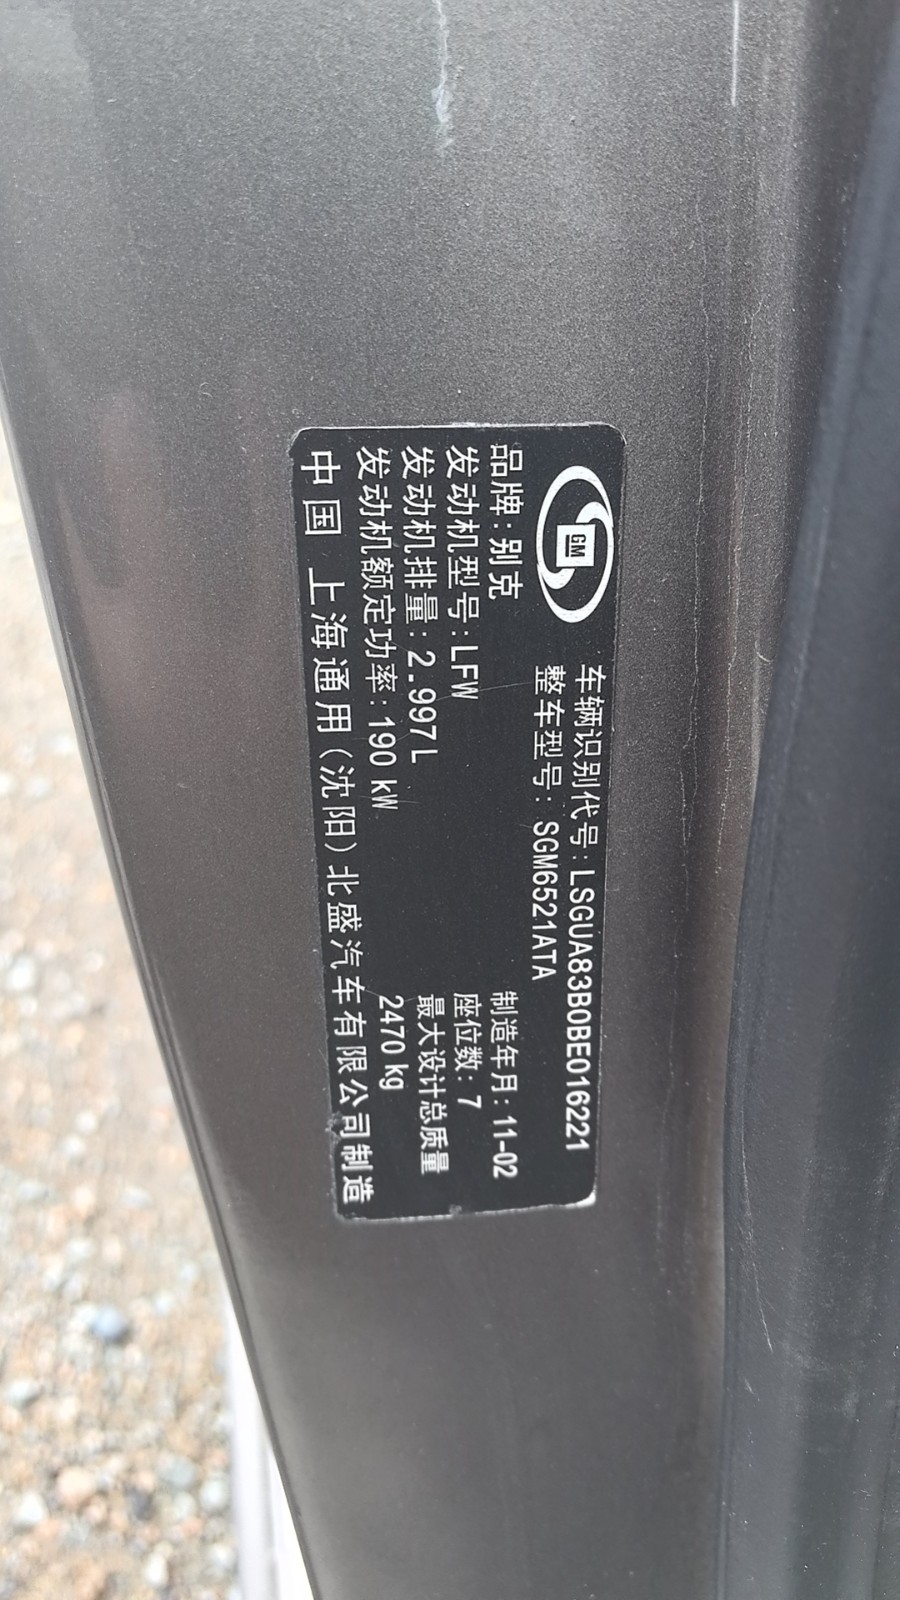 GM
车辆识别代号:LSGUA83B0BE016221
整车型号: SGM6521ATA
品牌:别克
制造年月: 11-02
发动机型号:LFW
座位数: 7
发动机排量:2.997L
最大设计总质量
发动机额定功率:190 kW
2470 kg
中国 上海通用(沈阳)北盛汽车有限公司制造